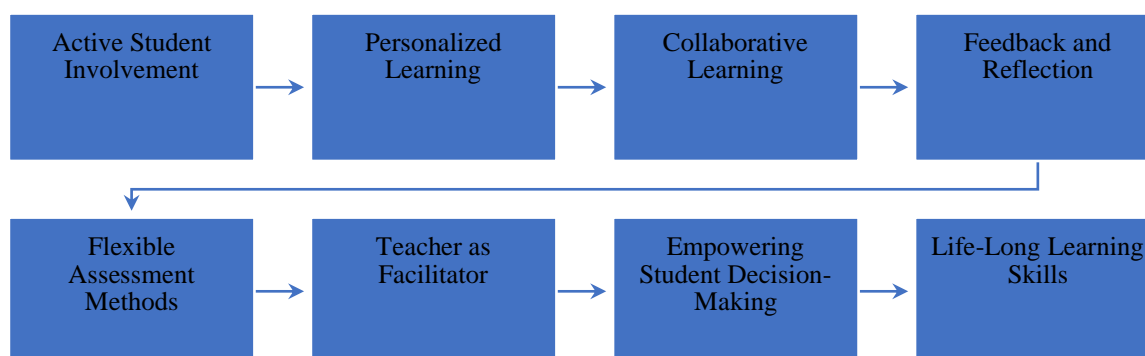 Active Student
Involvement
Personalized
Learning
Collaborative
Learning
Feedback and
Reflection
Flexible
Assessment
Methods
Teacher as
Facilitator
Empowering
Student Decision-
Making
Life-Long Learning
Skills